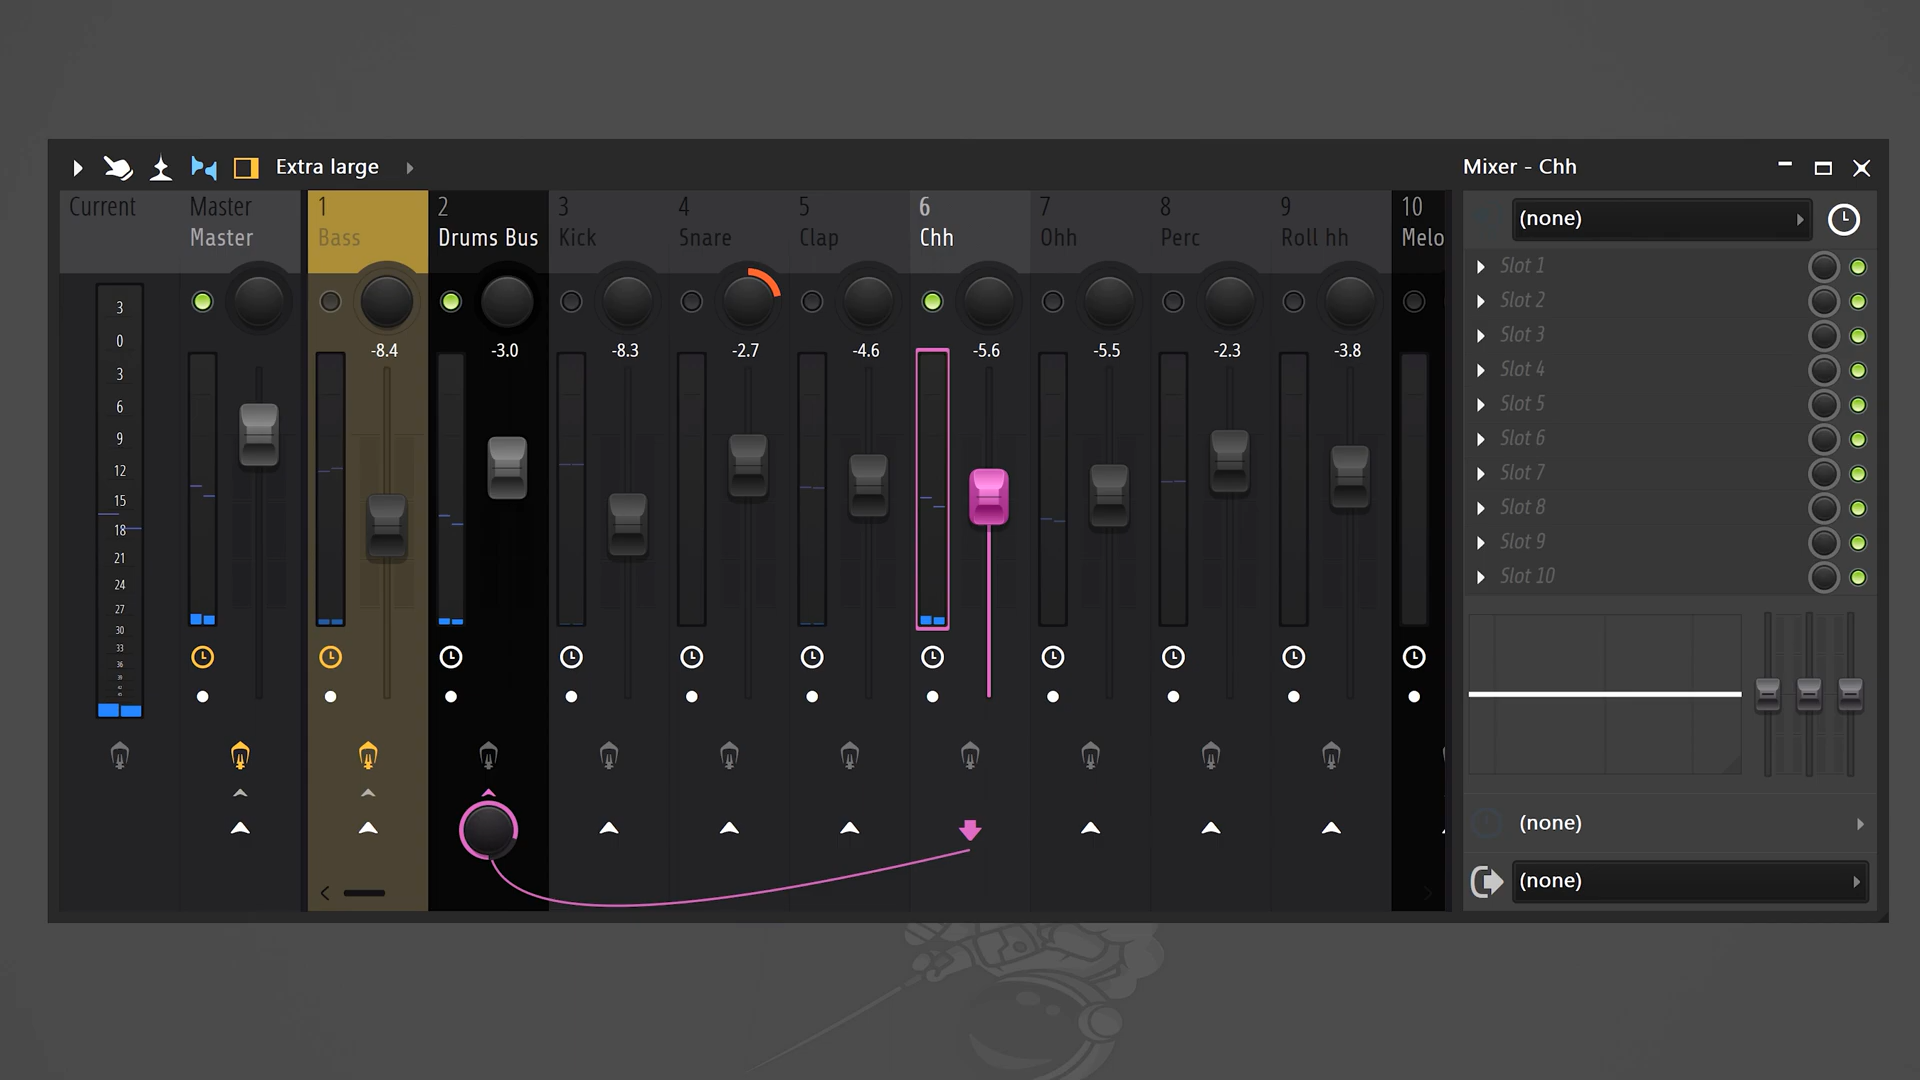 Extra large
Mixer - Chh
Current
Master
Master
1
Bass
2
Drums Bus
3
Kick
4
Snare
5
Clap
6
Chh
7
Ohh
8
Perc
9
Roll hh
10
Melo
-8.4
-3.0
-8.3
-2.7
-4.6
-5.6
-5.5
-2.3
-3.8
3
0
3
6
9
12
15
18
21
24
27
30
33
36
39
(none)
Slot 1
Slot 2
Slot 3
Slot 4
Slot 5
Slot 6
Slot 7
Slot 8
Slot 9
Slot 10
(none)
(none)